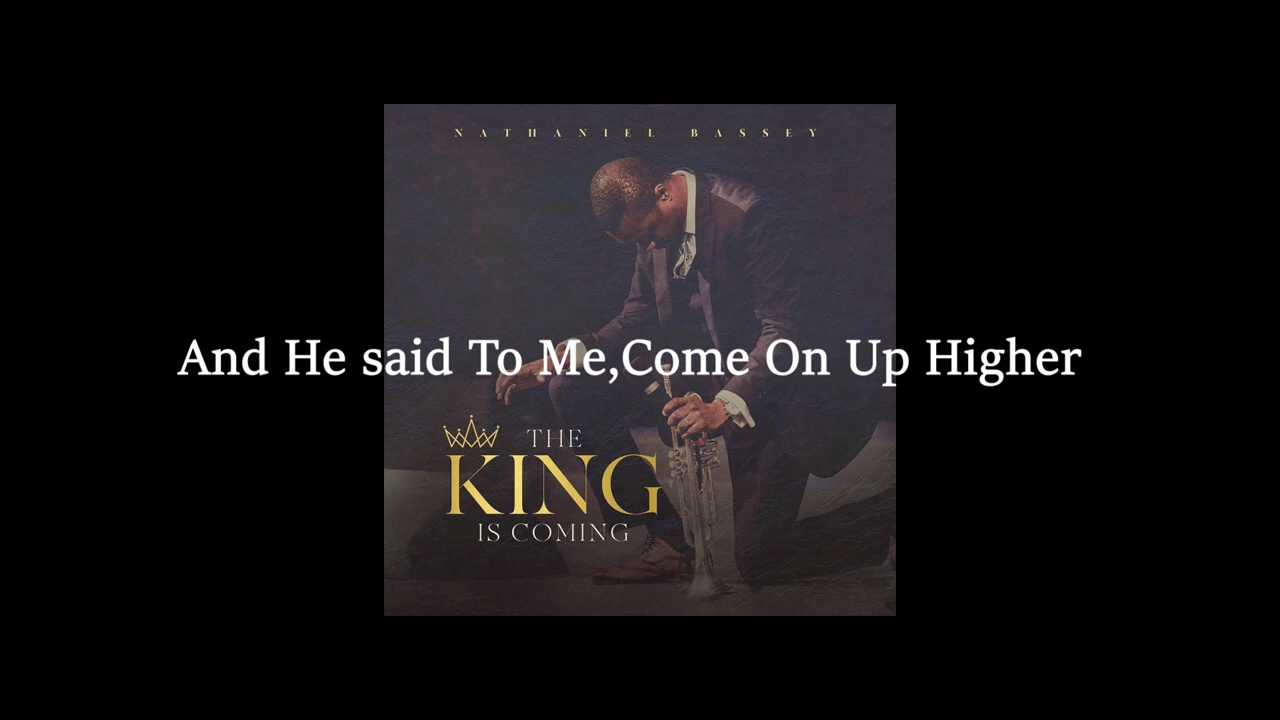 NATHANIEL BASSEY
And He said To Me,Come On Up Higher
THE
KING
IS COMING